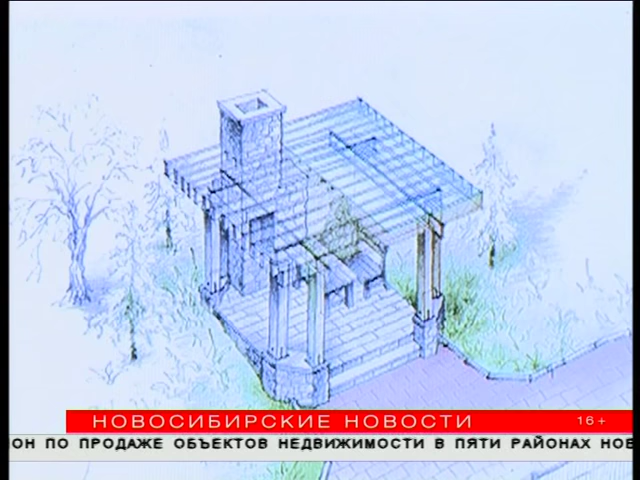 НОВОСИБИРСКИЕ НОВОСТИ 16+
ОН ПО ПРОДАЖЕ ОБЪЕКТОВ НЕДВИЖИМОСТИ В ПЯТИ РАЙОНАХ НОВ